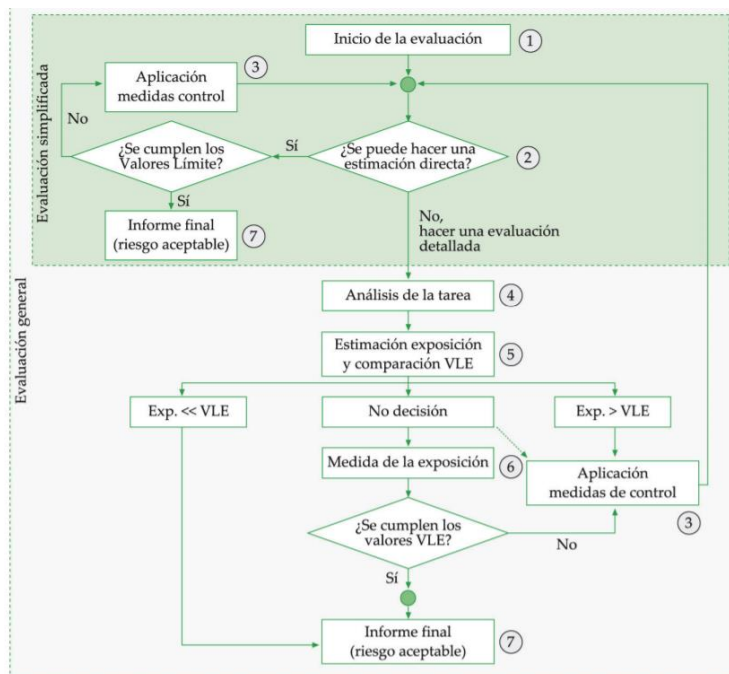 Inicio de la evaluación
1
Aplicación
medidas control
3
No
¿Se cumplen los
Valores Límite?
Sí
¿Se puede hacer una
estimación directa?
2
Sí
Informe final
(riesgo aceptable)
7
No,
hacer una evaluación
detallada
Evaluación simplificada
Evaluación general
Análisis de la tarea
4
Estimación exposición
y comparación VLE
5
Exp. << VLE
No decisión
Exp. > VLE
Medida de la exposición
6
Aplicación
medidas de control
3
¿Se cumplen los
valores VLE?
No
Sí
Informe final
(riesgo aceptable)
7